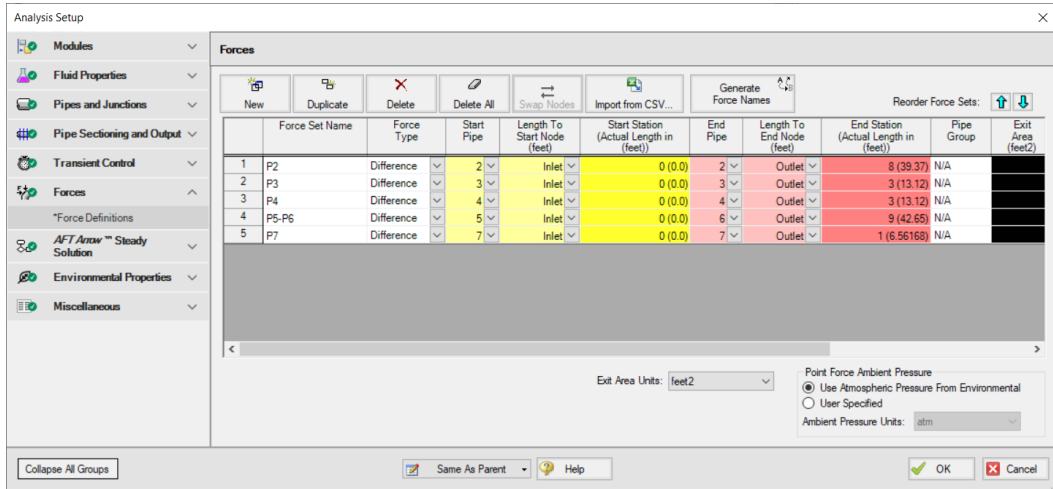 Analysis Setup
Modules
Fluid Properties
Pipes and Junctions
Pipe Sectioning and Output
Transient Control
Forces
*Force Definitions
AFT Arrow ™ Steady
Solution
Environmental Properties
Miscellaneous
Forces
New
Duplicate
Delete
Delete All
Swap Nodes
Import from CSV...
Generate
Force Names
Reorder Force Sets:
Force Set Name Force Type Start Pipe Length To Start Node (feet) Start Station (Actual Length in (feet)) End Pipe Length To End Node (feet) End Station (Actual Length in (feet)) Pipe Group Exit Area (feet2)
1 P2 Difference 2 Inlet 0 (0.0) 2 Outlet 8 (39.37) N/A
2 P3 Difference 3 Inlet 0 (0.0) 3 Outlet 3 (13.12) N/A
3 P4 Difference 4 Inlet 0 (0.0) 4 Outlet 3 (13.12) N/A
4 P5-P6 Difference 5 Inlet 0 (0.0) 6 Outlet 9 (42.65) N/A
5 P7 Difference 7 Inlet 0 (0.0) 7 Outlet 1 (6.56168) N/A
Exit Area Units: feet2
Point Force Ambient Pressure
Use Atmospheric Pressure From Environmental
User Specified
Ambient Pressure Units: atm
Collapse All Groups
Same As Parent
Help
OK
Cancel